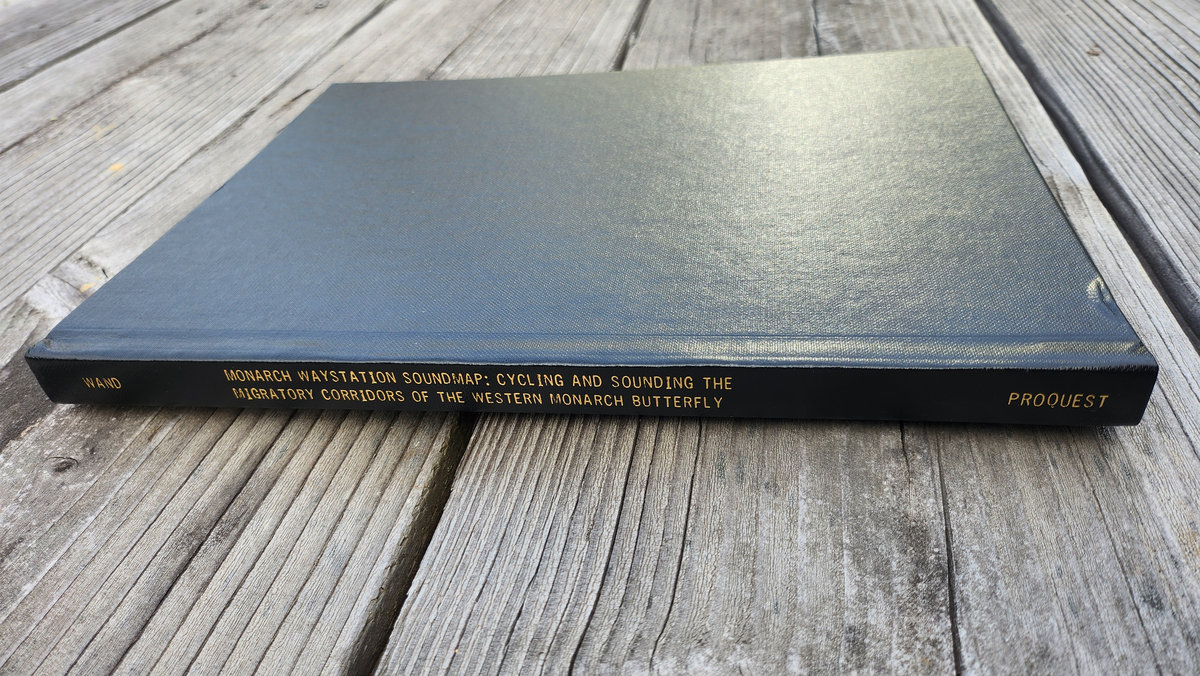 WAND
MONARCH WAYSTATION SOUNDMAP: CYCLING AND SOUNDING THE
MIGRATORY CORRIDORS OF THE WESTERN MONARCH BUTTERFLY
PROQUEST